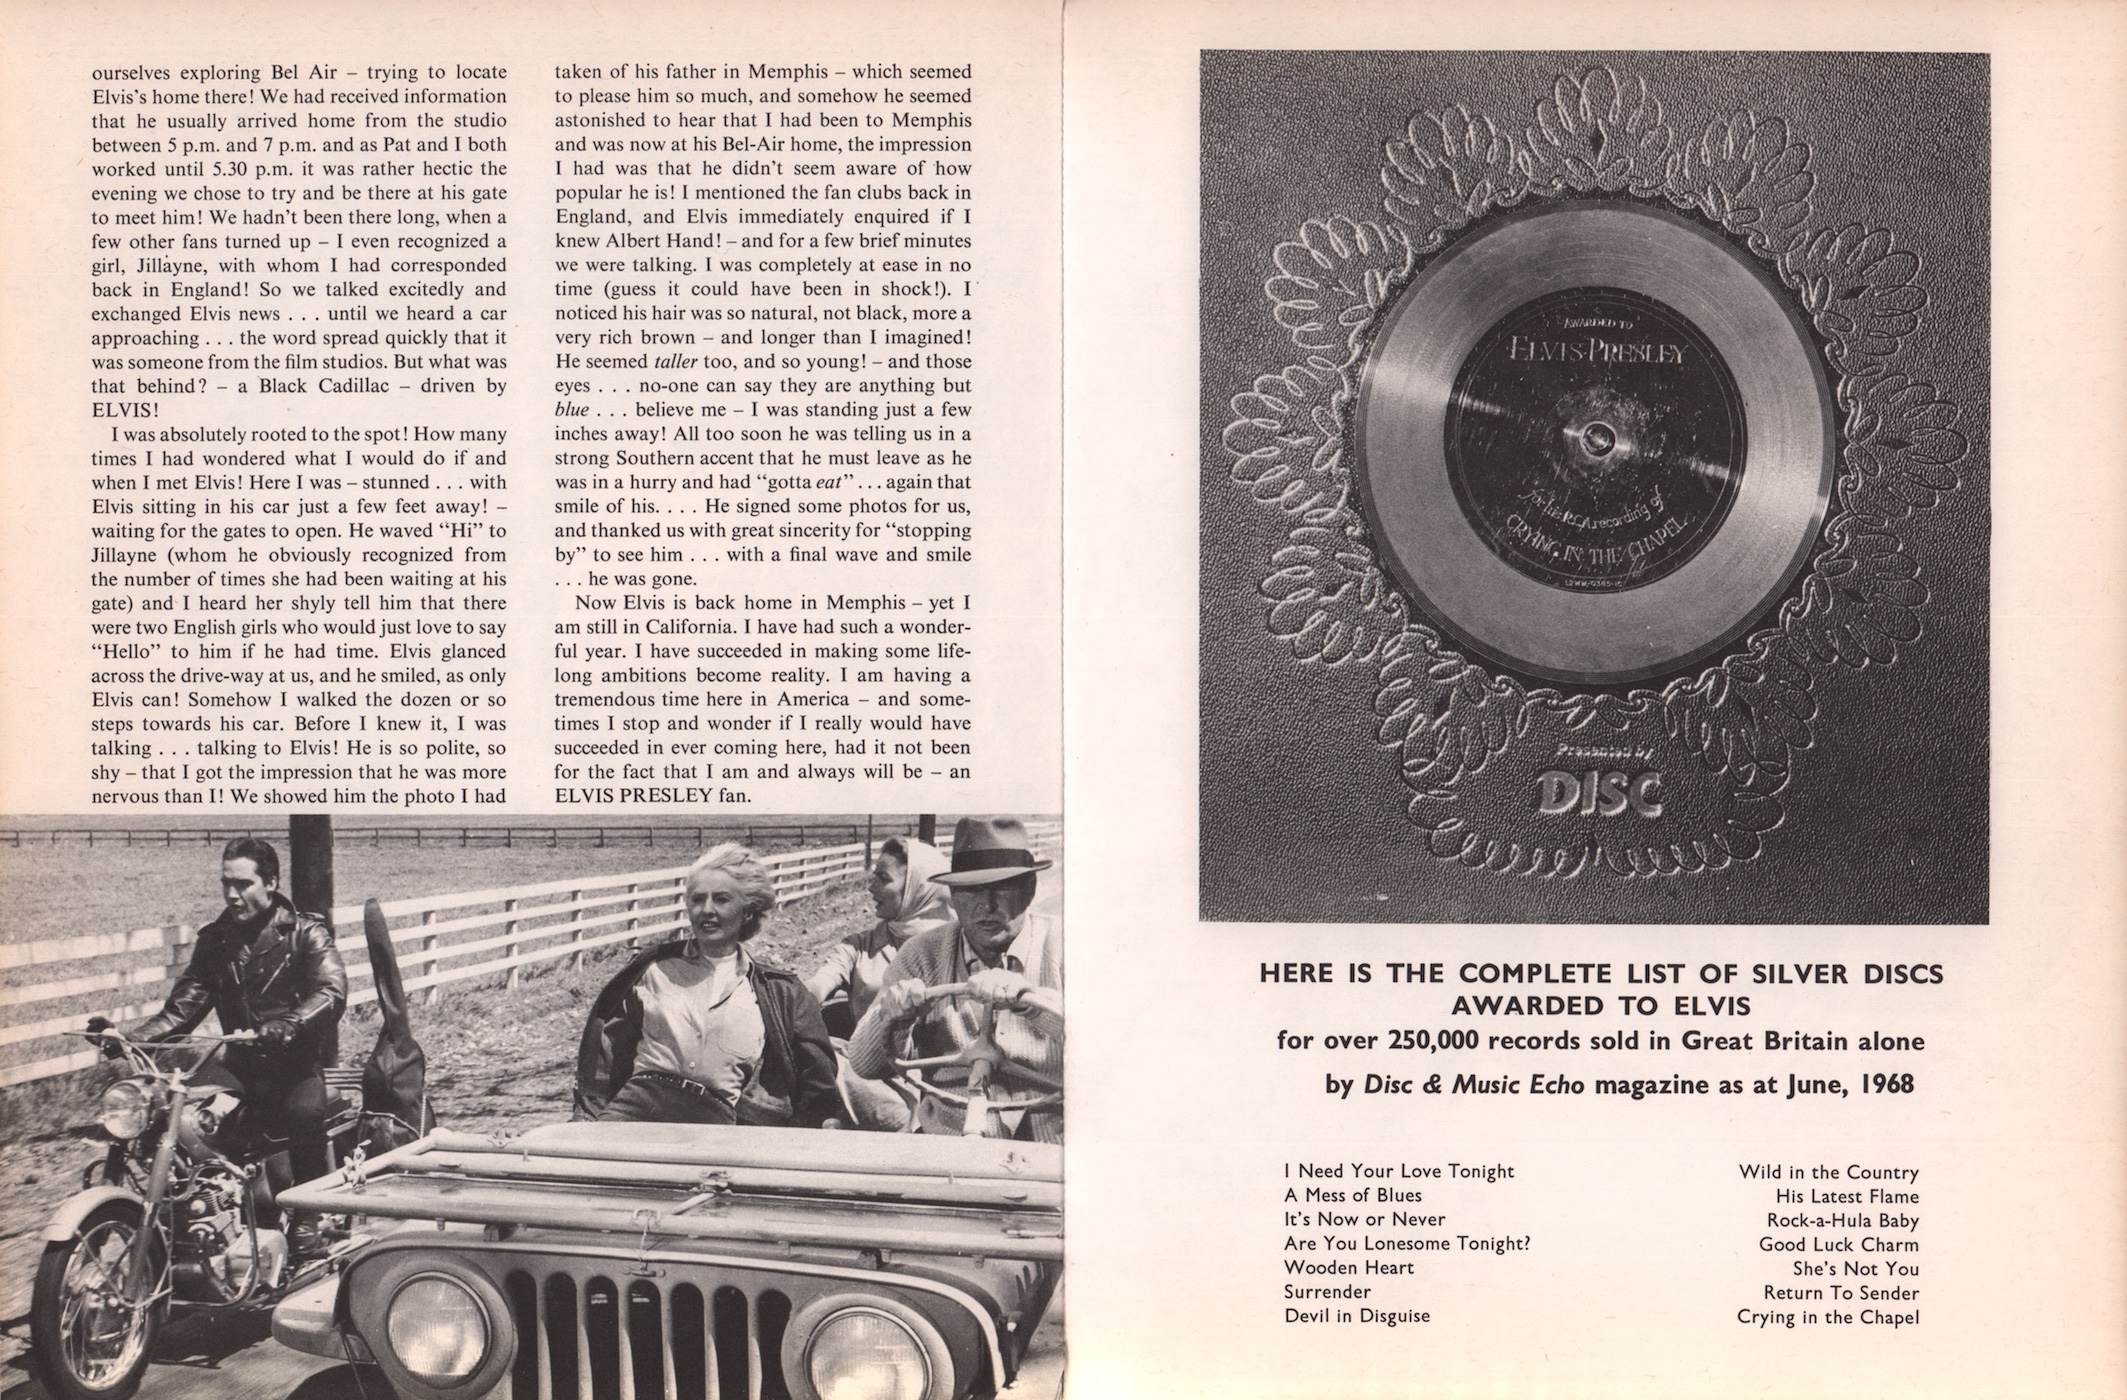 ourselves exploring Bel Air – trying to locate
Elvis's home there! We had received information
that he usually arrived home from the studio
between 5 p.m. and 7 p.m. and as Pat and I both
worked until 5.30 p.m. it was rather hectic the
evening we chose to try and be there at his gate
to meet him! We hadn't been there long, when a
few other fans turned up – I even recognized a
girl, Jillayne, with whom I had corresponded
back in England! So we talked excitedly and
exchanged Elvis news . . . until we heard a car
approaching . . . the word spread quickly that it
was someone from the film studios. But what was
that behind? – a Black Cadillac – driven by
ELVIS!
I was absolutely rooted to the spot! How many
times I had wondered what I would do if and
when I met Elvis! Here I was – stunned . . . with
Elvis sitting in his car just a few feet away! –
waiting for the gates to open. He waved “Hi” to
Jillayne (whom he obviously recognized from
the number of times she had been waiting at his
gate) and I heard her shyly tell him that there
were two English girls who would just love to say
“Hello” to him if he had time. Elvis glanced
across the drive-way at us, and he smiled, as only
Elvis can! Somehow I walked the dozen or so
steps towards his car. Before I knew it, I was
talking . . . talking to Elvis! He is so polite, so
shy – that I got the impression that he was more
nervous than I! We showed him the photo I had
taken of his father in Memphis – which seemed
to please him so much, and somehow he seemed
astonished to hear that I had been to Memphis
and was now at his Bel-Air home, the impression
I had was that he didn't seem aware of how
popular he is! I mentioned the fan clubs back in
England, and Elvis immediately enquired if I
knew Albert Hand! – and for a few brief minutes
we were talking. I was completely at ease in no
time (guess it could have been in shock!). I
noticed his hair was so natural, not black, more a
very rich brown – and longer than I imagined!
He seemed taller too, and so young! – and those
eyes . . . no-one can say they are anything but
blue . . . believe me – I was standing just a few
inches away! All too soon he was telling us in a
strong Southern accent that he must leave as he
was in a hurry and had “gotta eat” . . . again that
smile of his. . . . He signed some photos for us,
and thanked us with great sincerity for “stopping
by” to see him . . . with a final wave and smile
. . . he was gone.
Now Elvis is back home in Memphis – yet I
am still in California. I have had such a wonder-
ful year. I have succeeded in making some life-
long ambitions become reality. I am having a
tremendous time here in America – and some-
times I stop and wonder if I really would have
succeeded in ever coming here, had it not been
for the fact that I am and always will be – an
ELVIS PRESLEY fan.
AWARDED TO
ELVIS PRESLEY
for his RCA recording of
CRYING IN THE CHAPEL
Presented by
DISC
HERE IS THE COMPLETE LIST OF SILVER DISCS
AWARDED TO ELVIS
for over 250,000 records sold in Great Britain alone
by Disc & Music Echo magazine as at June, 1968
I Need Your Love Tonight
A Mess of Blues
It's Now or Never
Are You Lonesome Tonight?
Wooden Heart
Surrender
Devil in Disguise
Wild in the Country
His Latest Flame
Rock-a-Hula Baby
Good Luck Charm
She's Not You
Return To Sender
Crying in the Chapel